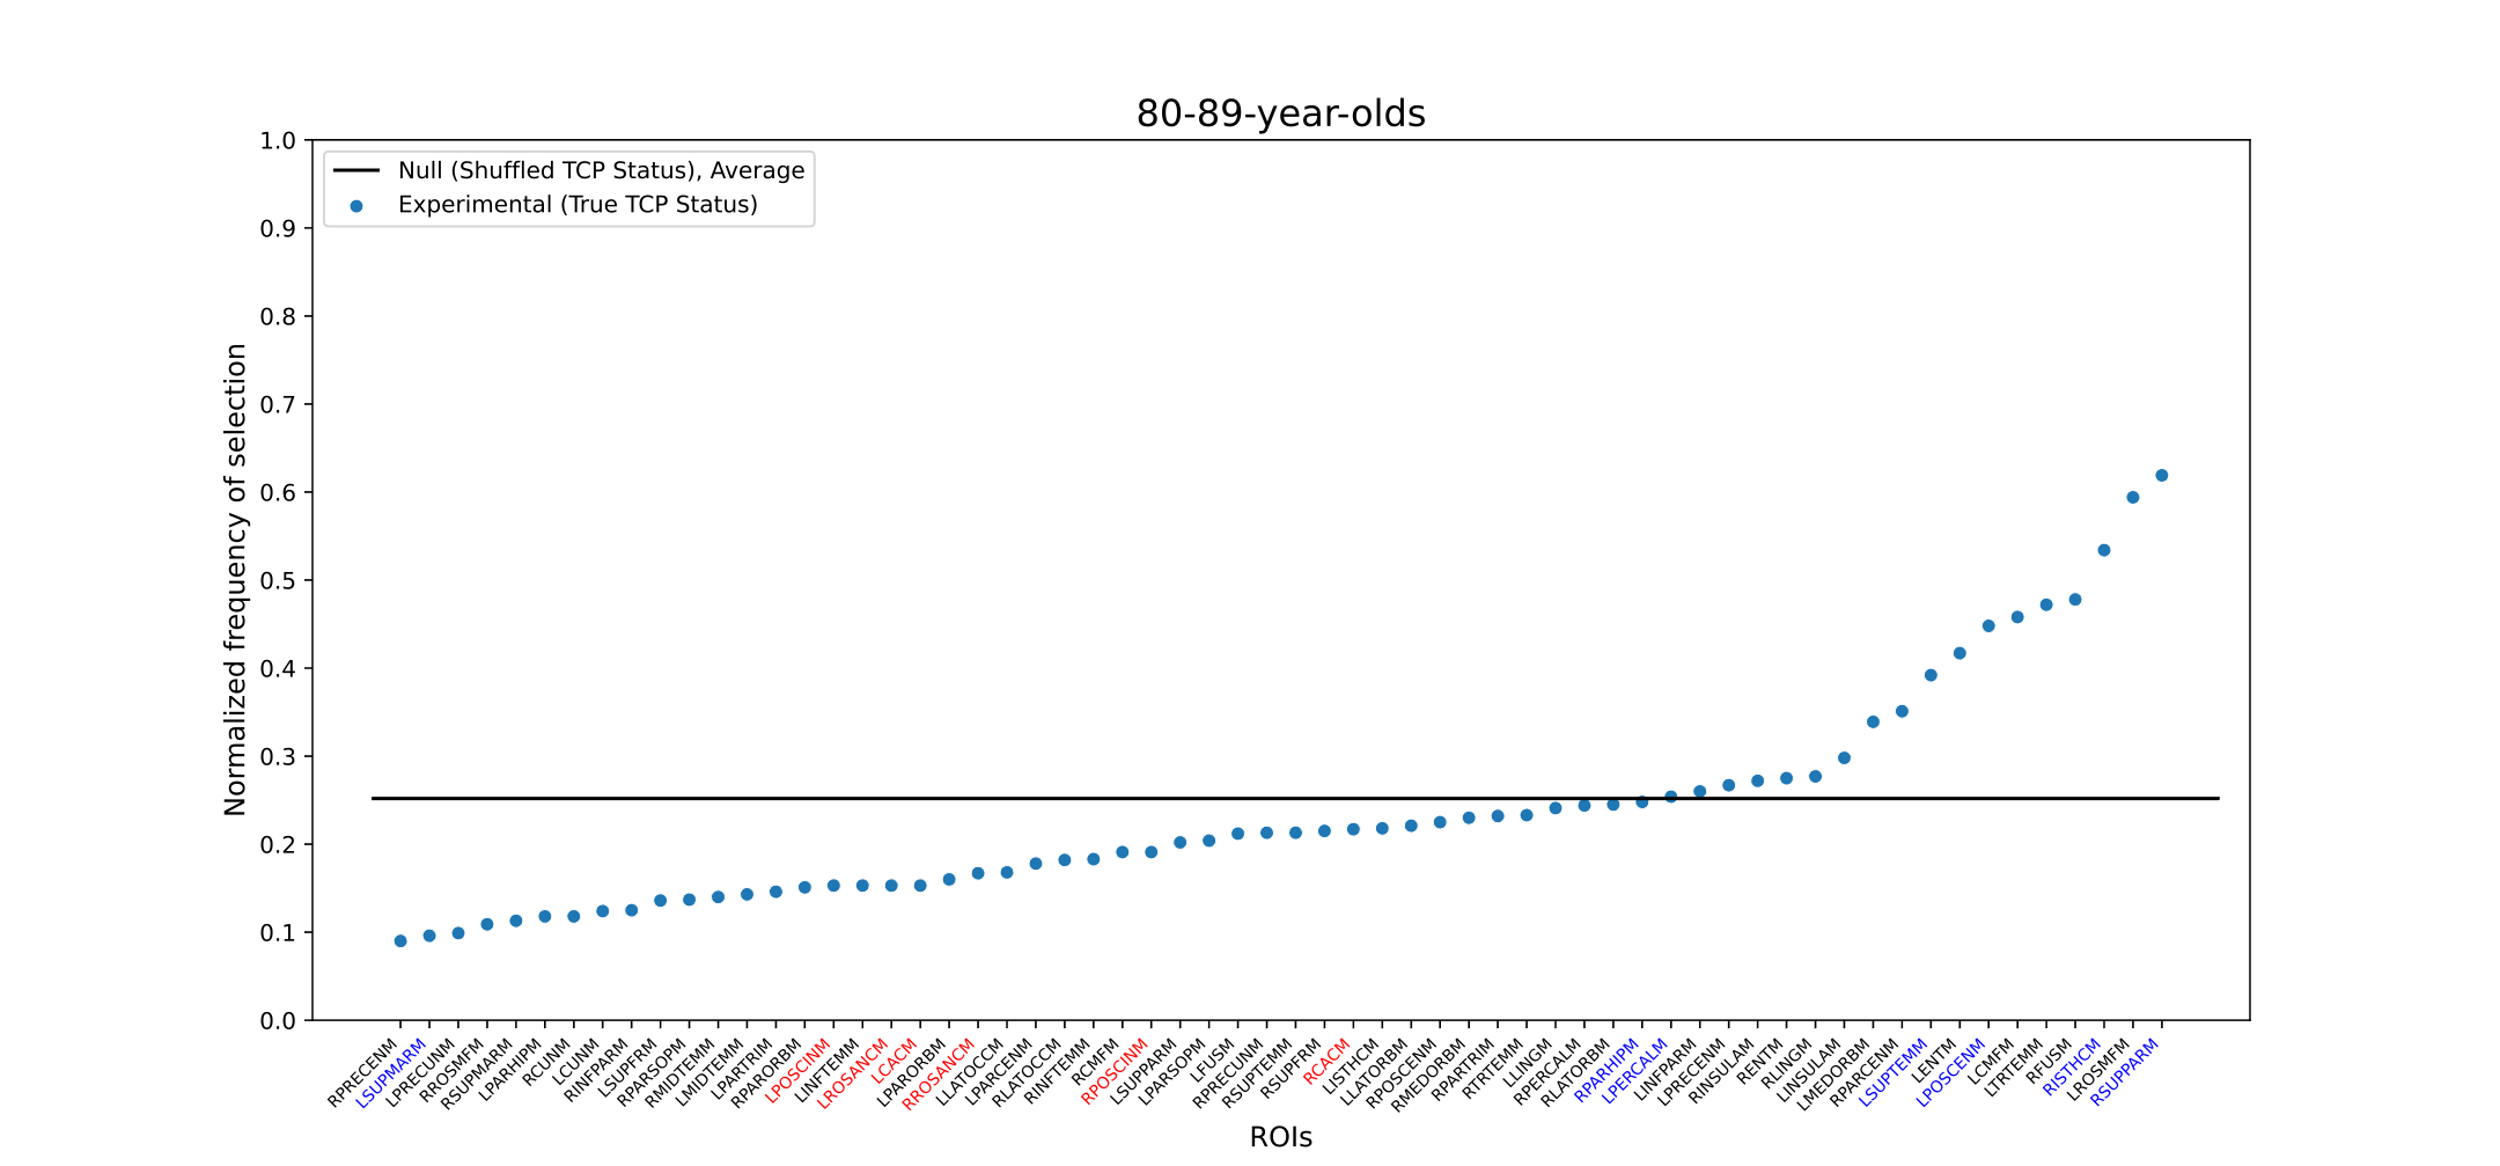 80-89-year-olds
Null (Shuffled TCP Status), Average
Experimental (True TCP Status)
Normalized frequency of selection
1.0
0.9
0.8
0.7
0.6
0.5
0.4
0.3
0.2
0.1
0.0
RPRECENM
LSUPMARM
LPRECUNM
RROSMFM
RSUPMARM
LPARHIPM
RCUNM
LCUNM
RINFPARM
LSUPFRM
RPARSOPM
RMIDTEMM
LMIDTEMM
LPARTRIM
RPARORBM
LPOSCINM
LINFTEMM
LROSANCM
LCACM
LPARORBM
RROSANCM
LLATOCCM
LPARCENM
RLATOCCM
RINFTEMM
RCMFM
RPOSCINM
LSUPPARM
LPARSOPM
LFUSM
RPRECUNM
RSUPTEMM
RSUPFRM
RCACM
LISTHCM
LLATORBM
RPOSCENM
RMEDORBM
RPARTRIM
RTRTEMM
LLINGM
RPERCALM
RLATORBM
RPARHIPM
LPERCALM
LINFPARM
LPRECENM
RINSULAM
RENTM
RLINGM
LINSULAM
LMEDORBM
RPARCENM
LSUPTEMM
LENTM
LPOSCENM
LCMFM
LTRTEMM
RFUSM
RISTHCM
LROSMFM
RSUPPARM
ROIs